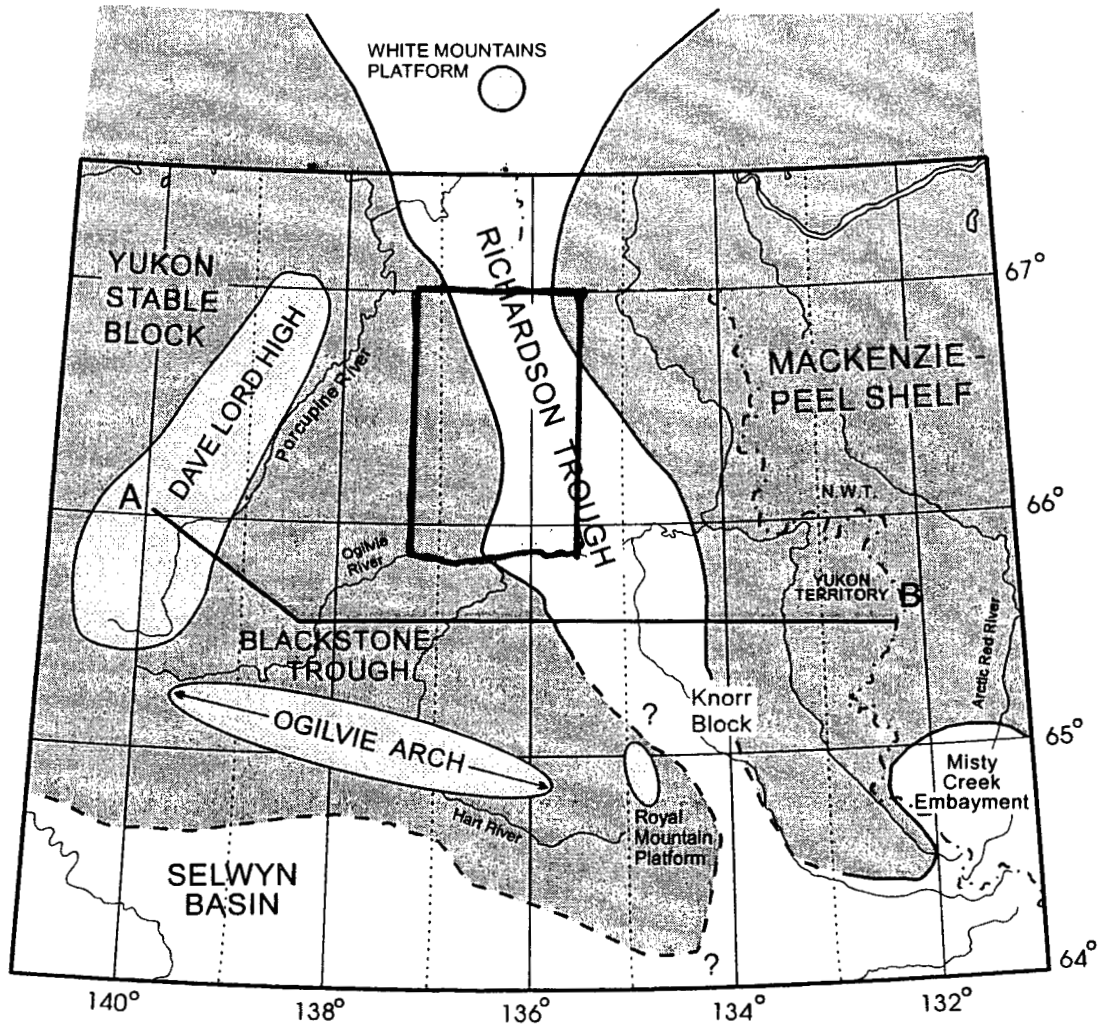 WHITE MOUNTAINS
PLATFORM
RICHARDSON TROUGH
YUKON
STABLE
BLOCK
67°
DAVE LORD HIGH
Porcupine River
MACKENZIE -
PEEL SHELF
A
N.W.T.
66°
Ogilvie
River
YUKON
TERRITORY
B
BLACKSTONE
TROUGH
Arctic Red River
Knorr
Block
?
OGILVIE ARCH
65°
Misty
Creek
Embayment
Hart River
Royal
Mountain
Platform
SELWYN
BASIN
?
64°
140°
138°
136°
134°
132°